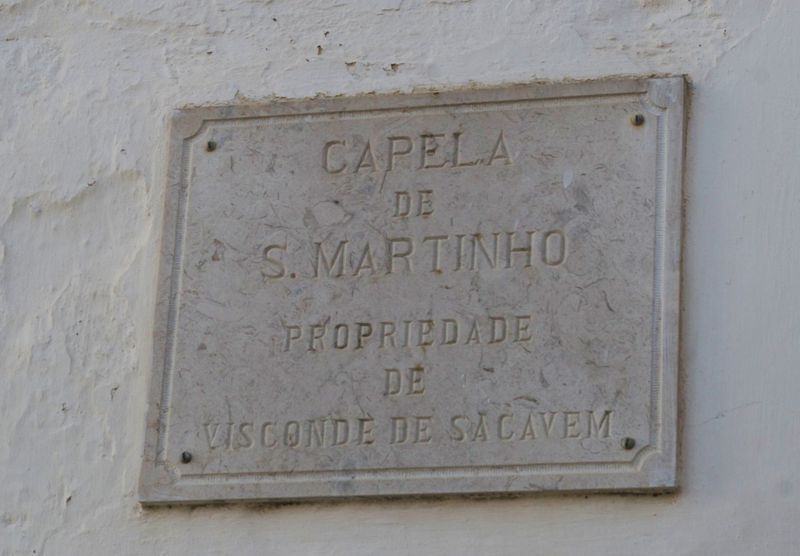 CAPELA
DE
S. MARTINHO
PROPRIEDADE
DE
VISCONDE DE SACAVEM